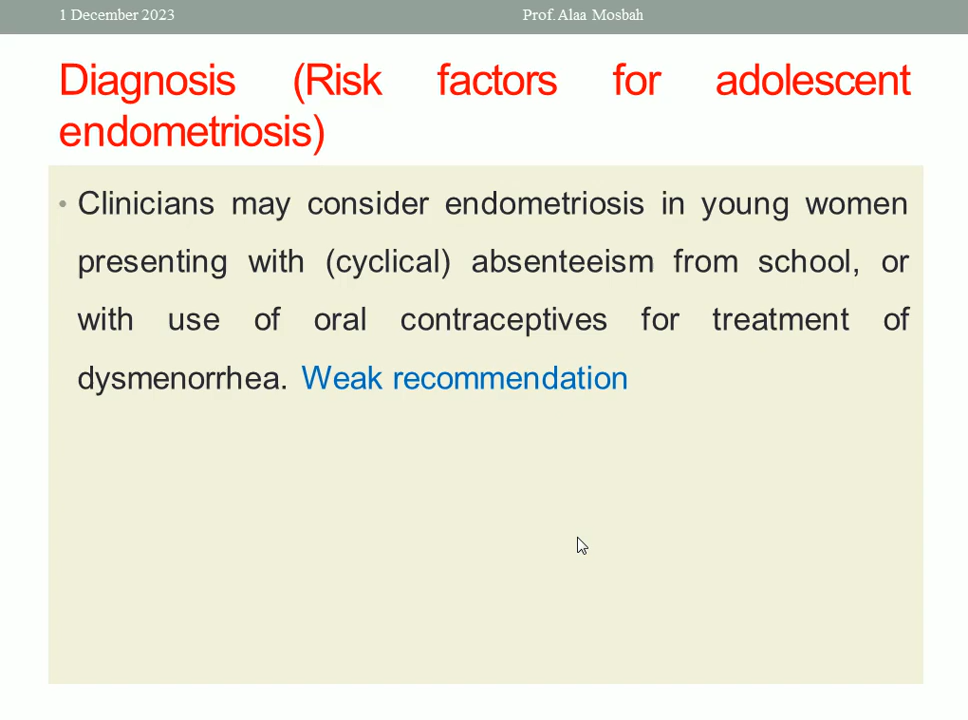 1 December 2023
Prof. Alaa Mosbah
Diagnosis (Risk factors for adolescent
endometriosis)
• Clinicians may consider endometriosis in young women
presenting with (cyclical) absenteeism from school, or
with use of oral contraceptives for treatment of
dysmenorrhea. Weak recommendation